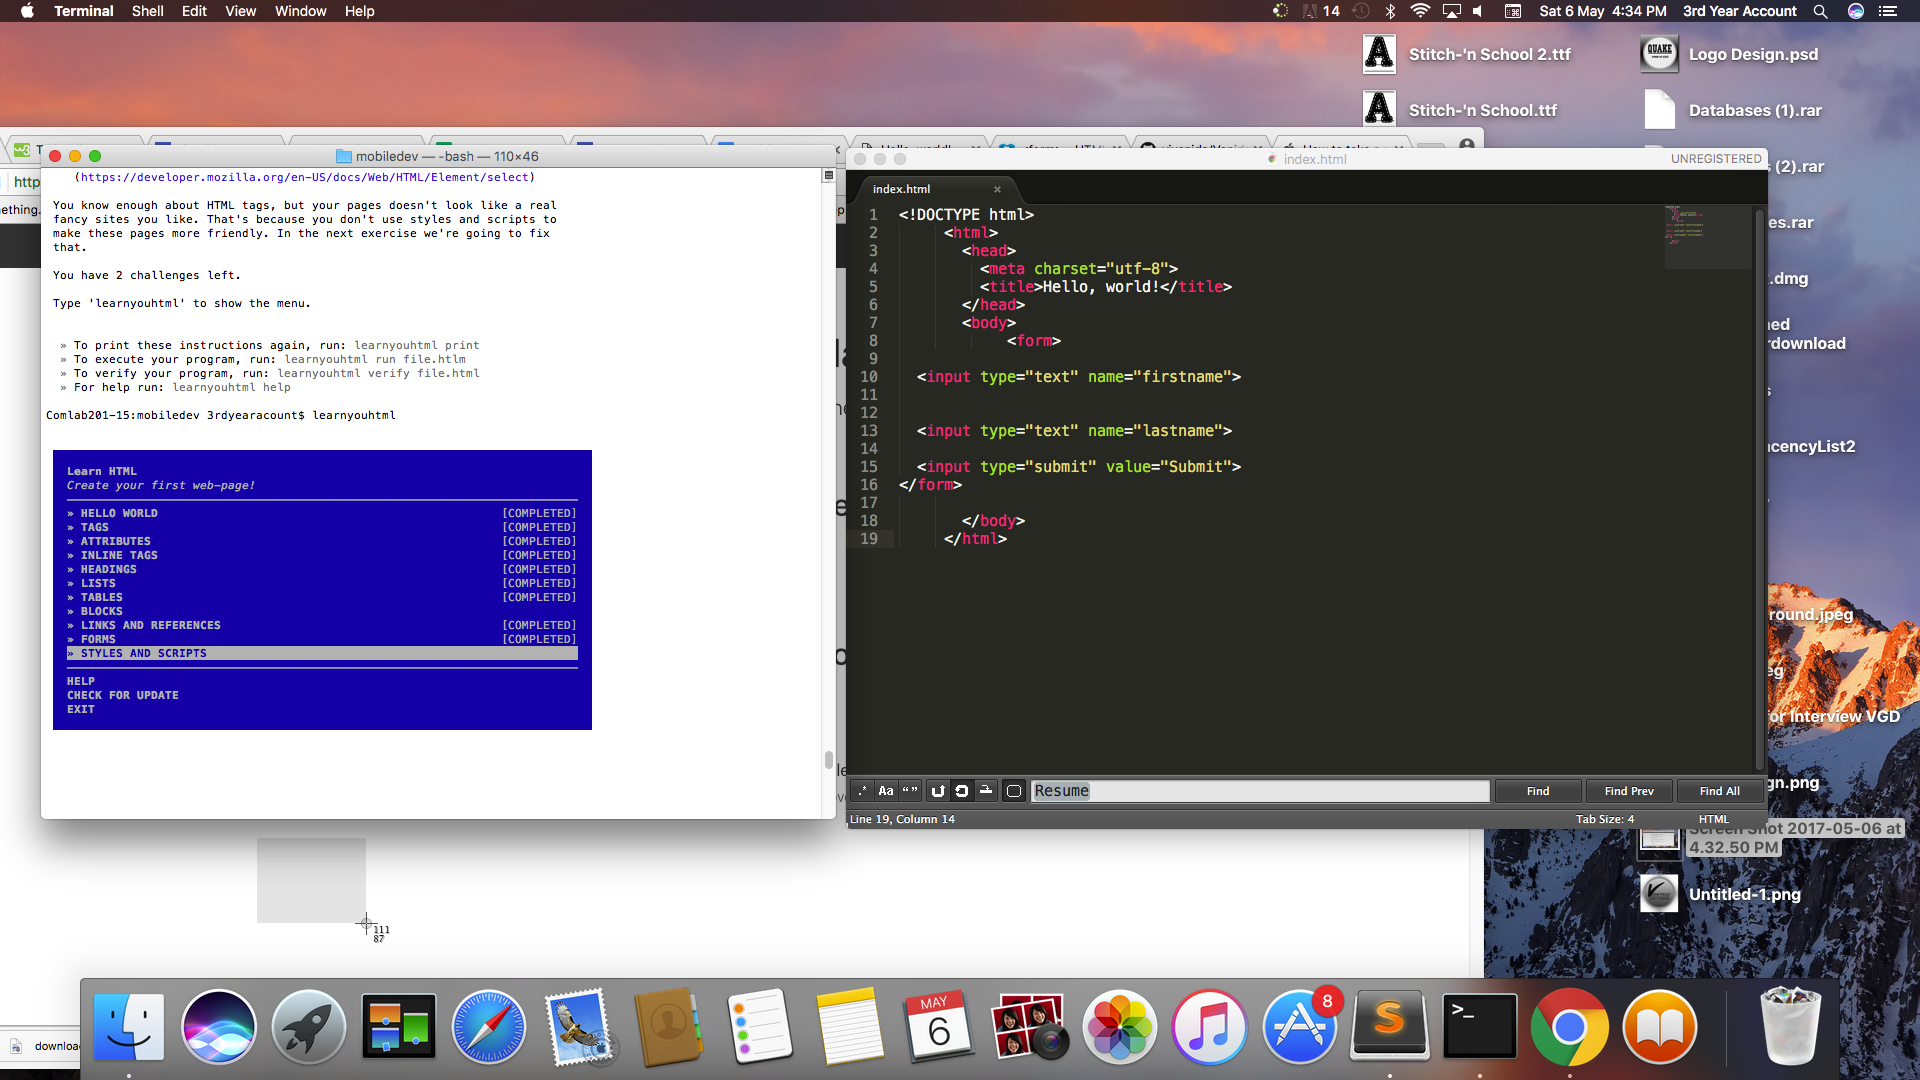 Terminal Shell Edit View Window Help
14
Sat 6 May 4:34 PM 3rd Year Account
Stitch-'n School 2.ttf
Logo Design.psd
Stitch-'n School.ttf
Databases (1).rar
(2).rar
es.rar
.dmg
ed
rdownload
s
cencyList2
round.jpeg
eg
for Interview VGD
gn.png
Screen Shot 2017-05-06 at
4.32.50 PM
Untitled-1.png
http
ething.
mobiledev — -bash — 110×46
(https://developer.mozilla.org/en-US/docs/Web/HTML/Element/select)
You know enough about HTML tags, but your pages doesn't look like a real
fancy sites you like. That's because you don't use styles and scripts to
make these pages more friendly. In the next exercise we're going to fix
that.
You have 2 challenges left.
Type 'learnyouhtml' to show the menu.
» To print these instructions again, run: learnyouhtml print
» To execute your program, run: learnyouhtml run file.htlm
» To verify your program, run: learnyouhtml verify file.html
» For help run: learnyouhtml help
Comlab201-15:mobiledev 3rdyearacount$ learnyouhtml
Learn HTML
Create your first web-page!
» HELLO WORLD [COMPLETED]
» TAGS [COMPLETED]
» ATTRIBUTES [COMPLETED]
» INLINE TAGS [COMPLETED]
» HEADINGS [COMPLETED]
» LISTS [COMPLETED]
» TABLES [COMPLETED]
» BLOCKS
» LINKS AND REFERENCES [COMPLETED]
» FORMS [COMPLETED]
» STYLES AND SCRIPTS
HELP
CHECK FOR UPDATE
EXIT
index.html
UNREGISTERED
index.html ×
1 <!DOCTYPE html>
2 <html>
3 <head>
4 <meta charset="utf-8">
5 <title>Hello, world!</title>
6 </head>
7 <body>
8 <form>
9
10 <input type="text" name="firstname">
11
12
13 <input type="text" name="lastname">
14
15 <input type="submit" value="Submit">
16 </form>
17
18 </body>
19 </html>
.* Aa “” Resume Find Find Prev Find All
Line 19, Column 14 Tab Size: 4 HTML
111
87
downloa
MAY
6
8
S
>_